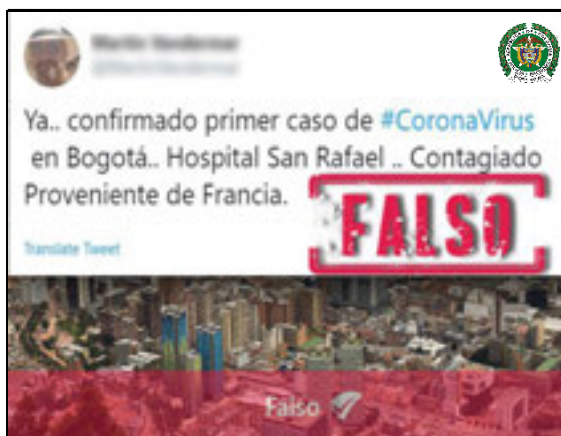 Ya.. confirmado primer caso de #CoronaVirus
en Bogotá.. Hospital San Rafael .. Contagiado
Proveniente de Francia.
FALSO
Translate Tweet
Falso